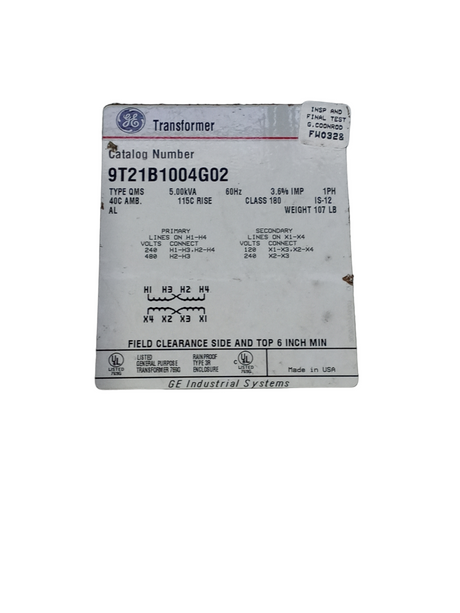 GE Transformer
INSP AND
FINAL TEST
G.COONROD
FW0328
Catalog Number
9T21B1004G02
TYPE QMS 5.00kVA 60Hz 3.6% IMP 1PH
40C AMB. 115C RISE CLASS 180 IS-12
AL WEIGHT 107 LB
PRIMARY SECONDARY
LINES ON H1-H4 LINES ON X1-X4
VOLTS CONNECT VOLTS CONNECT
240 H1-H3,H2-H4 120 X1-X3,X2-X4
480 H2-H3 240 X2-X3
H1 H3 H2 H4
X4 X2 X3 X1
FIELD CLEARANCE SIDE AND TOP 6 INCH MIN
UL LISTED 769G LISTED GENERAL PURPOSE TRANSFORMER 769G RAINPROOF TYPE 3R ENCLOSURE C UL LISTED 769G Made in USA
GE Industrial Systems